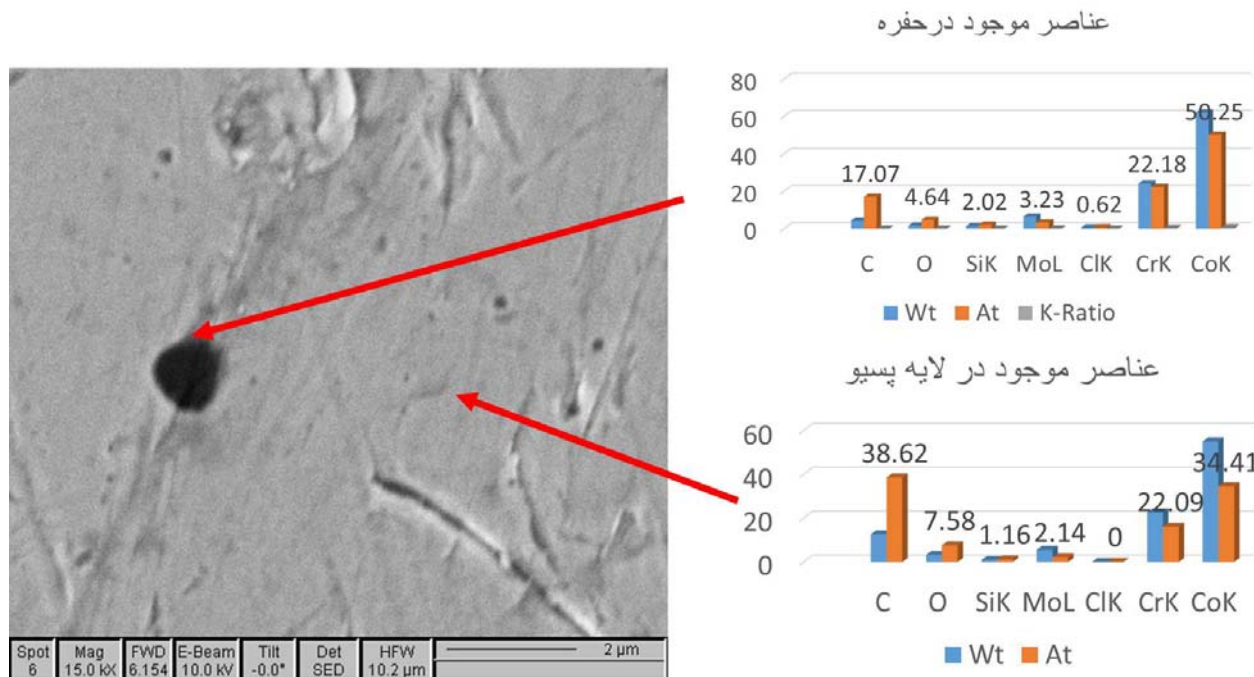 عناصر موجود درحفره
80
60
40
20
0
17.07
4.64
2.02
3.23
0.62
22.18
50.25
C O SiK MoL ClK CrK CoK
Wt At K-Ratio
عناصر موجود در لایه پسیو
60
40
20
0
38.62
7.58
1.16
2.14
0
22.09
34.41
C O SiK MoL ClK CrK CoK
Wt At
Spot Mag FWD E-Beam Tilt Det HFW 2 µm
6 15.0 kX 6.154 10.0 kV -0.0° SED 10.2 µm